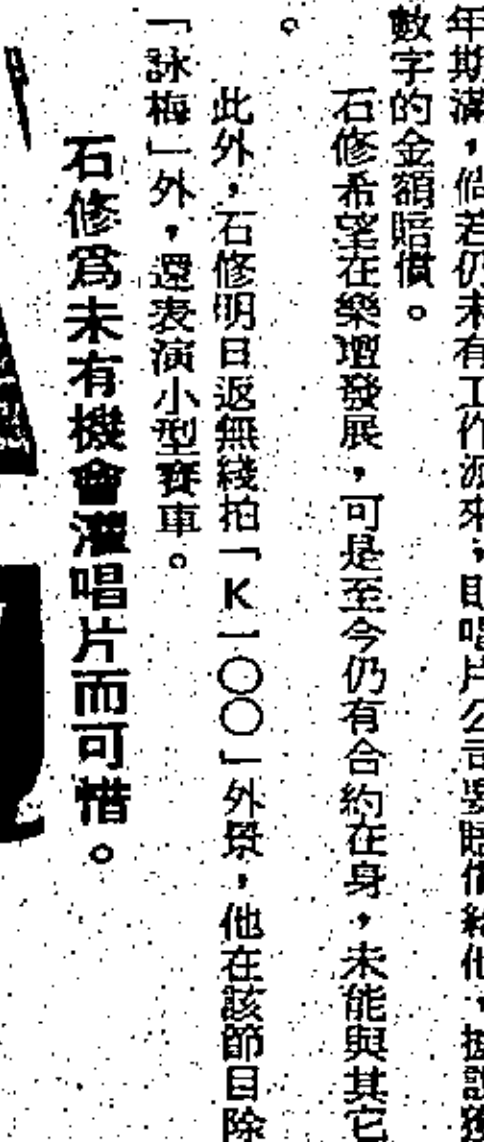 年期滿，倘若仍未有工作派來，則唱片公司要賠償給他，據說獲
數字的金額賠償。
石修希望在樂壇發展，可是至今仍有合約在身，未能與其它
。
此外，石修明日返無綫拍「K一〇〇」外景，他在該節目除
「詠梅」外，還表演小型賽車。
石修爲未有機會灌唱片而可惜。